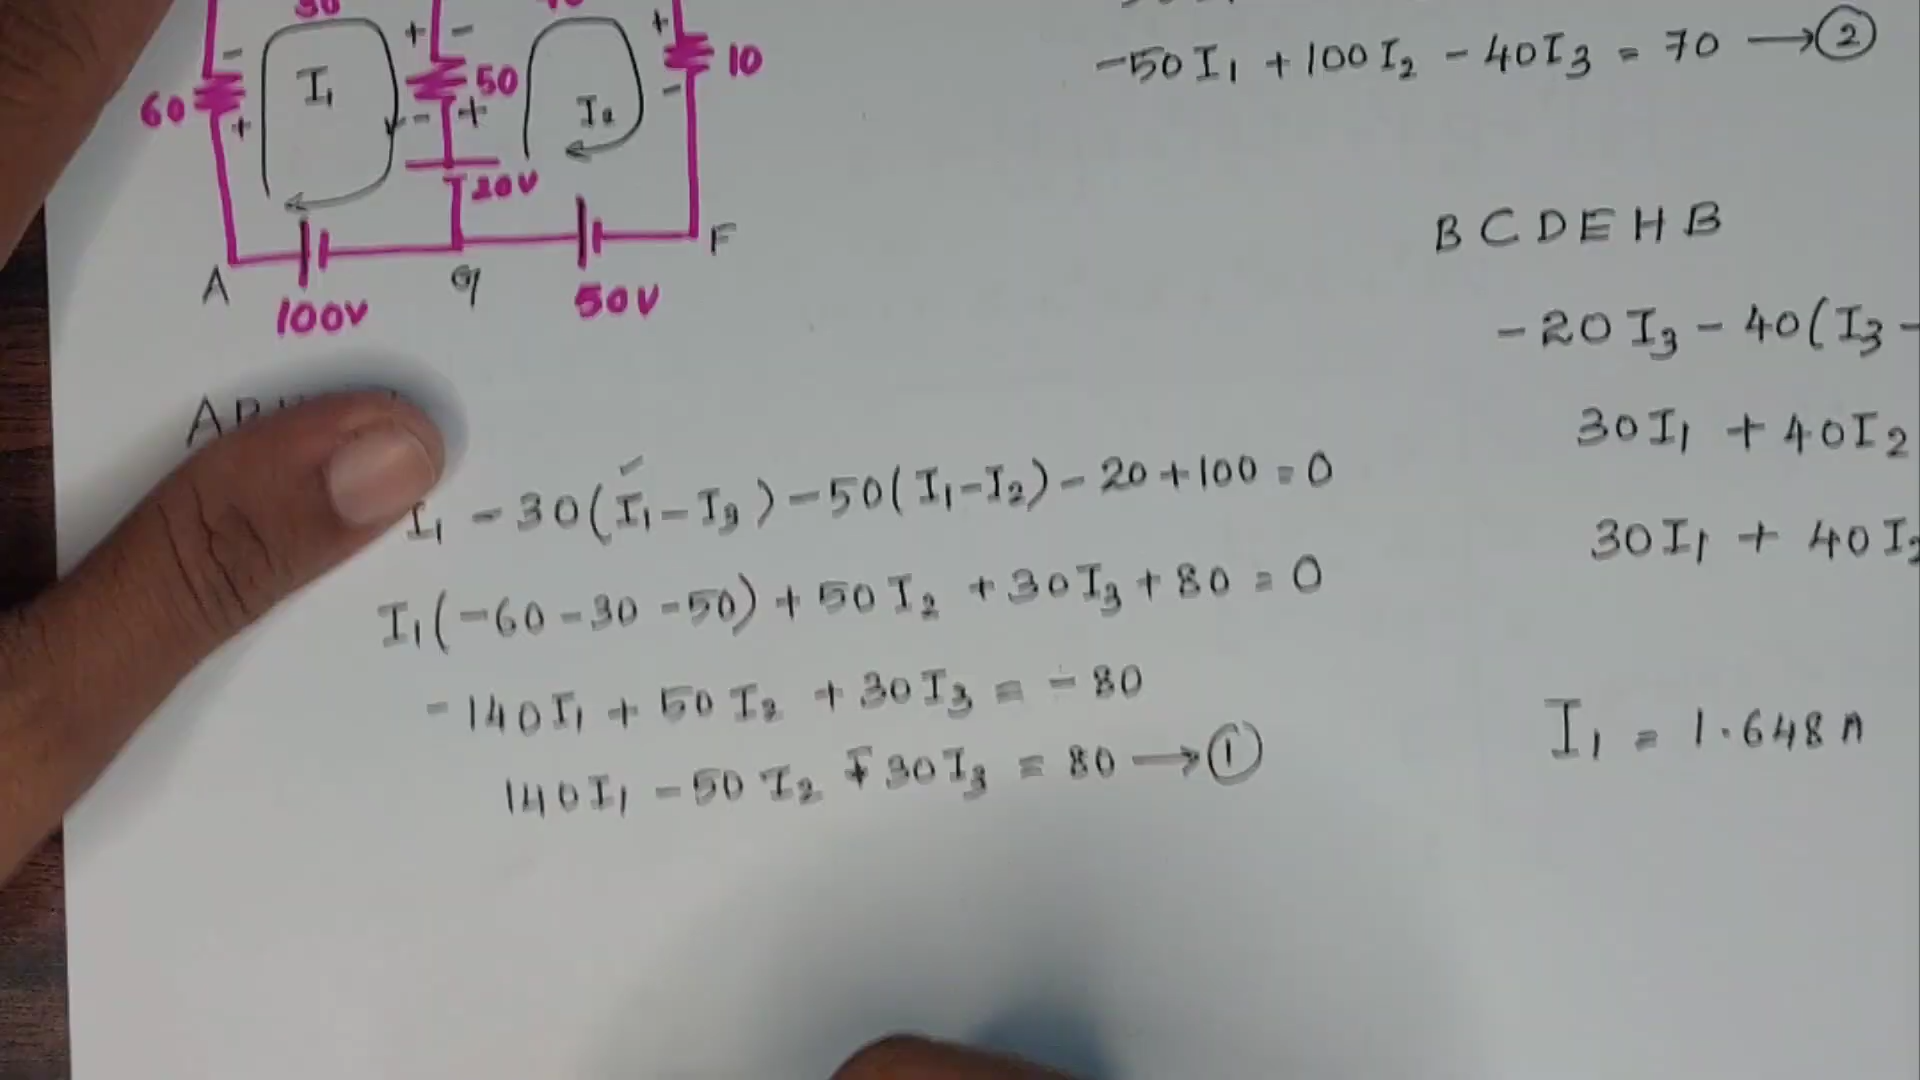 -50I₁ + 100I₂ - 40I₃ = 70 → ②
60
- +
I₁
+ -
50
- +
20V
I₂
+ -
10
A
100V
G
50V
F
I₁ - 30(I₁ - I₃) - 50(I₁ - I₂) - 20 + 100 = 0
I₁(-60 - 30 - 50) + 50I₂ + 30I₃ + 80 = 0
-140I₁ + 50I₂ + 30I₃ = -80
140I₁ - 50I₂ - 30I₃ = 80 → ①
BCDEHB
-20I₃ - 40(I₃ -
30I₁ + 40I₂
30I₁ + 40I₂
I₁ = 1.648A